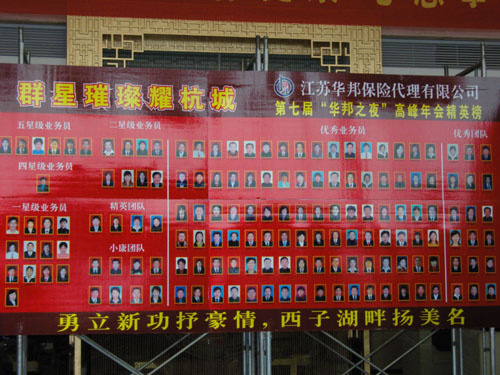 群星璀璨耀杭城
江苏华邦保险代理有限公司
第七届“华邦之夜”高峰年会精英榜
五星级业务员
二星级业务员
优秀业务员
优秀团队
四星级业务员
一星级业务员
精英团队
小康团队
勇立新功抒豪情，西子湖畔扬美名